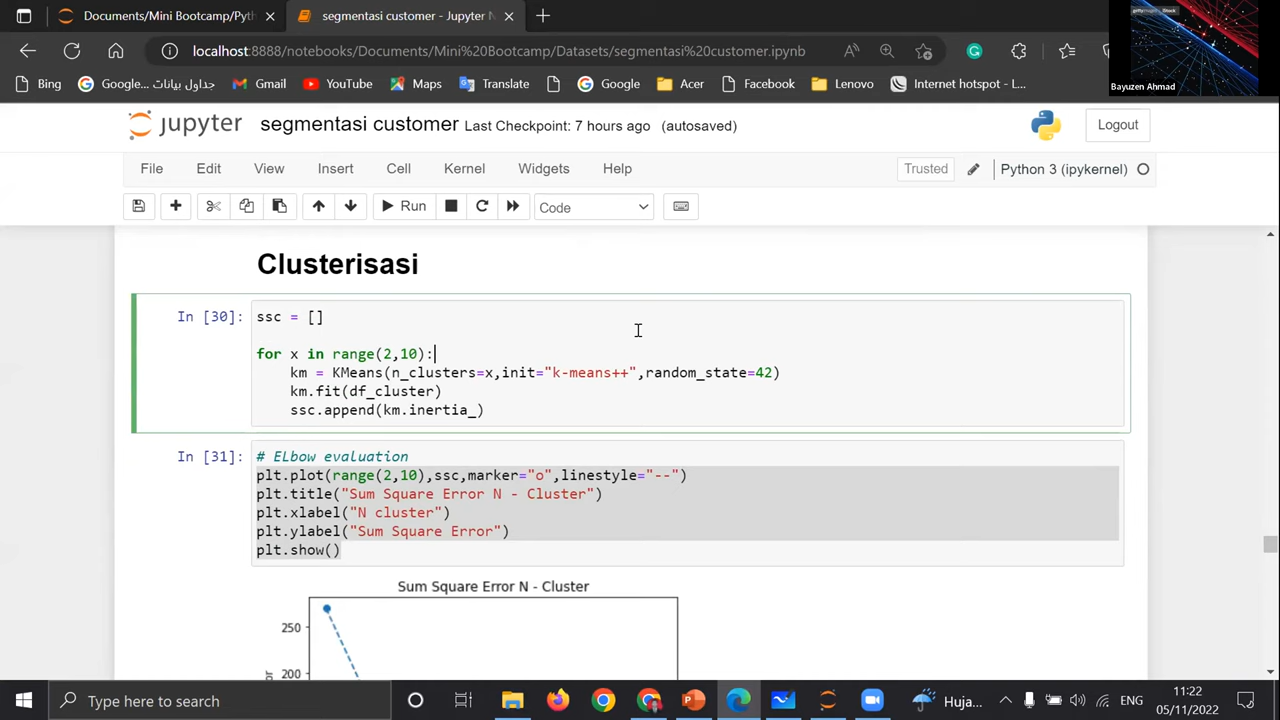 Documents/Mini Bootcamp/Pyth
segmentasi customer - Jupyter N
localhost:8888/notebooks/Documents/Mini%20Bootcamp/Datasets/segmentasi%20customer.ipynb
Bing
Google... جداول بيانات
Gmail
YouTube
Maps
Translate
Google
Acer
Facebook
Lenovo
Internet hotspot - L...
Bayuzen Ahmad
jupyter segmentasi customer Last Checkpoint: 7 hours ago (autosaved)
Logout
File Edit View Insert Cell Kernel Widgets Help
Trusted
Python 3 (ipykernel)
Run
Code
Clusterisasi
In [30]: ssc = []
for x in range(2,10):
km = KMeans(n_clusters=x,init="k-means++",random_state=42)
km.fit(df_cluster)
ssc.append(km.inertia_)
In [31]: # ELbow evaluation
plt.plot(range(2,10),ssc,marker="o",linestyle="--")
plt.title("Sum Square Error N - Cluster")
plt.xlabel("N cluster")
plt.ylabel("Sum Square Error")
plt.show()
Sum Square Error N - Cluster
250
200
Type here to search
Huja...
ENG
11:22
05/11/2022